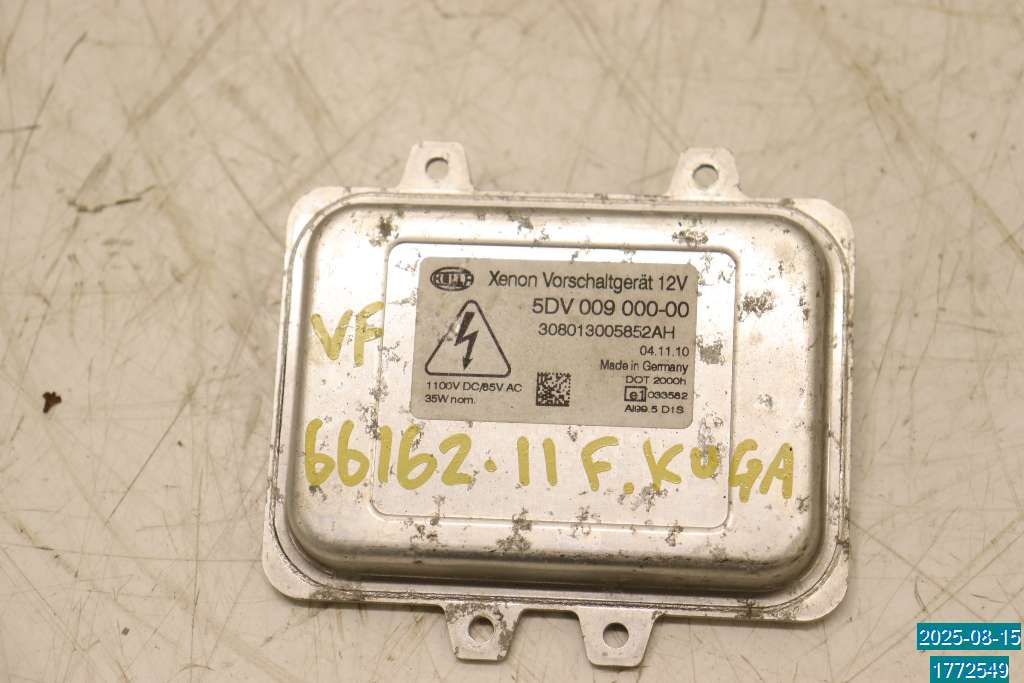 HELLA
Xenon Vorschaltgerät 12V
5DV 009 000-00
308013005852AH
04.11.10
Made in Germany
DOT 2000h
1100V DC/85V AC
35W nom.
e1 033582
AI99.5 D1S
VF
66162.11 F.KUGA
2025-08-15
1772549